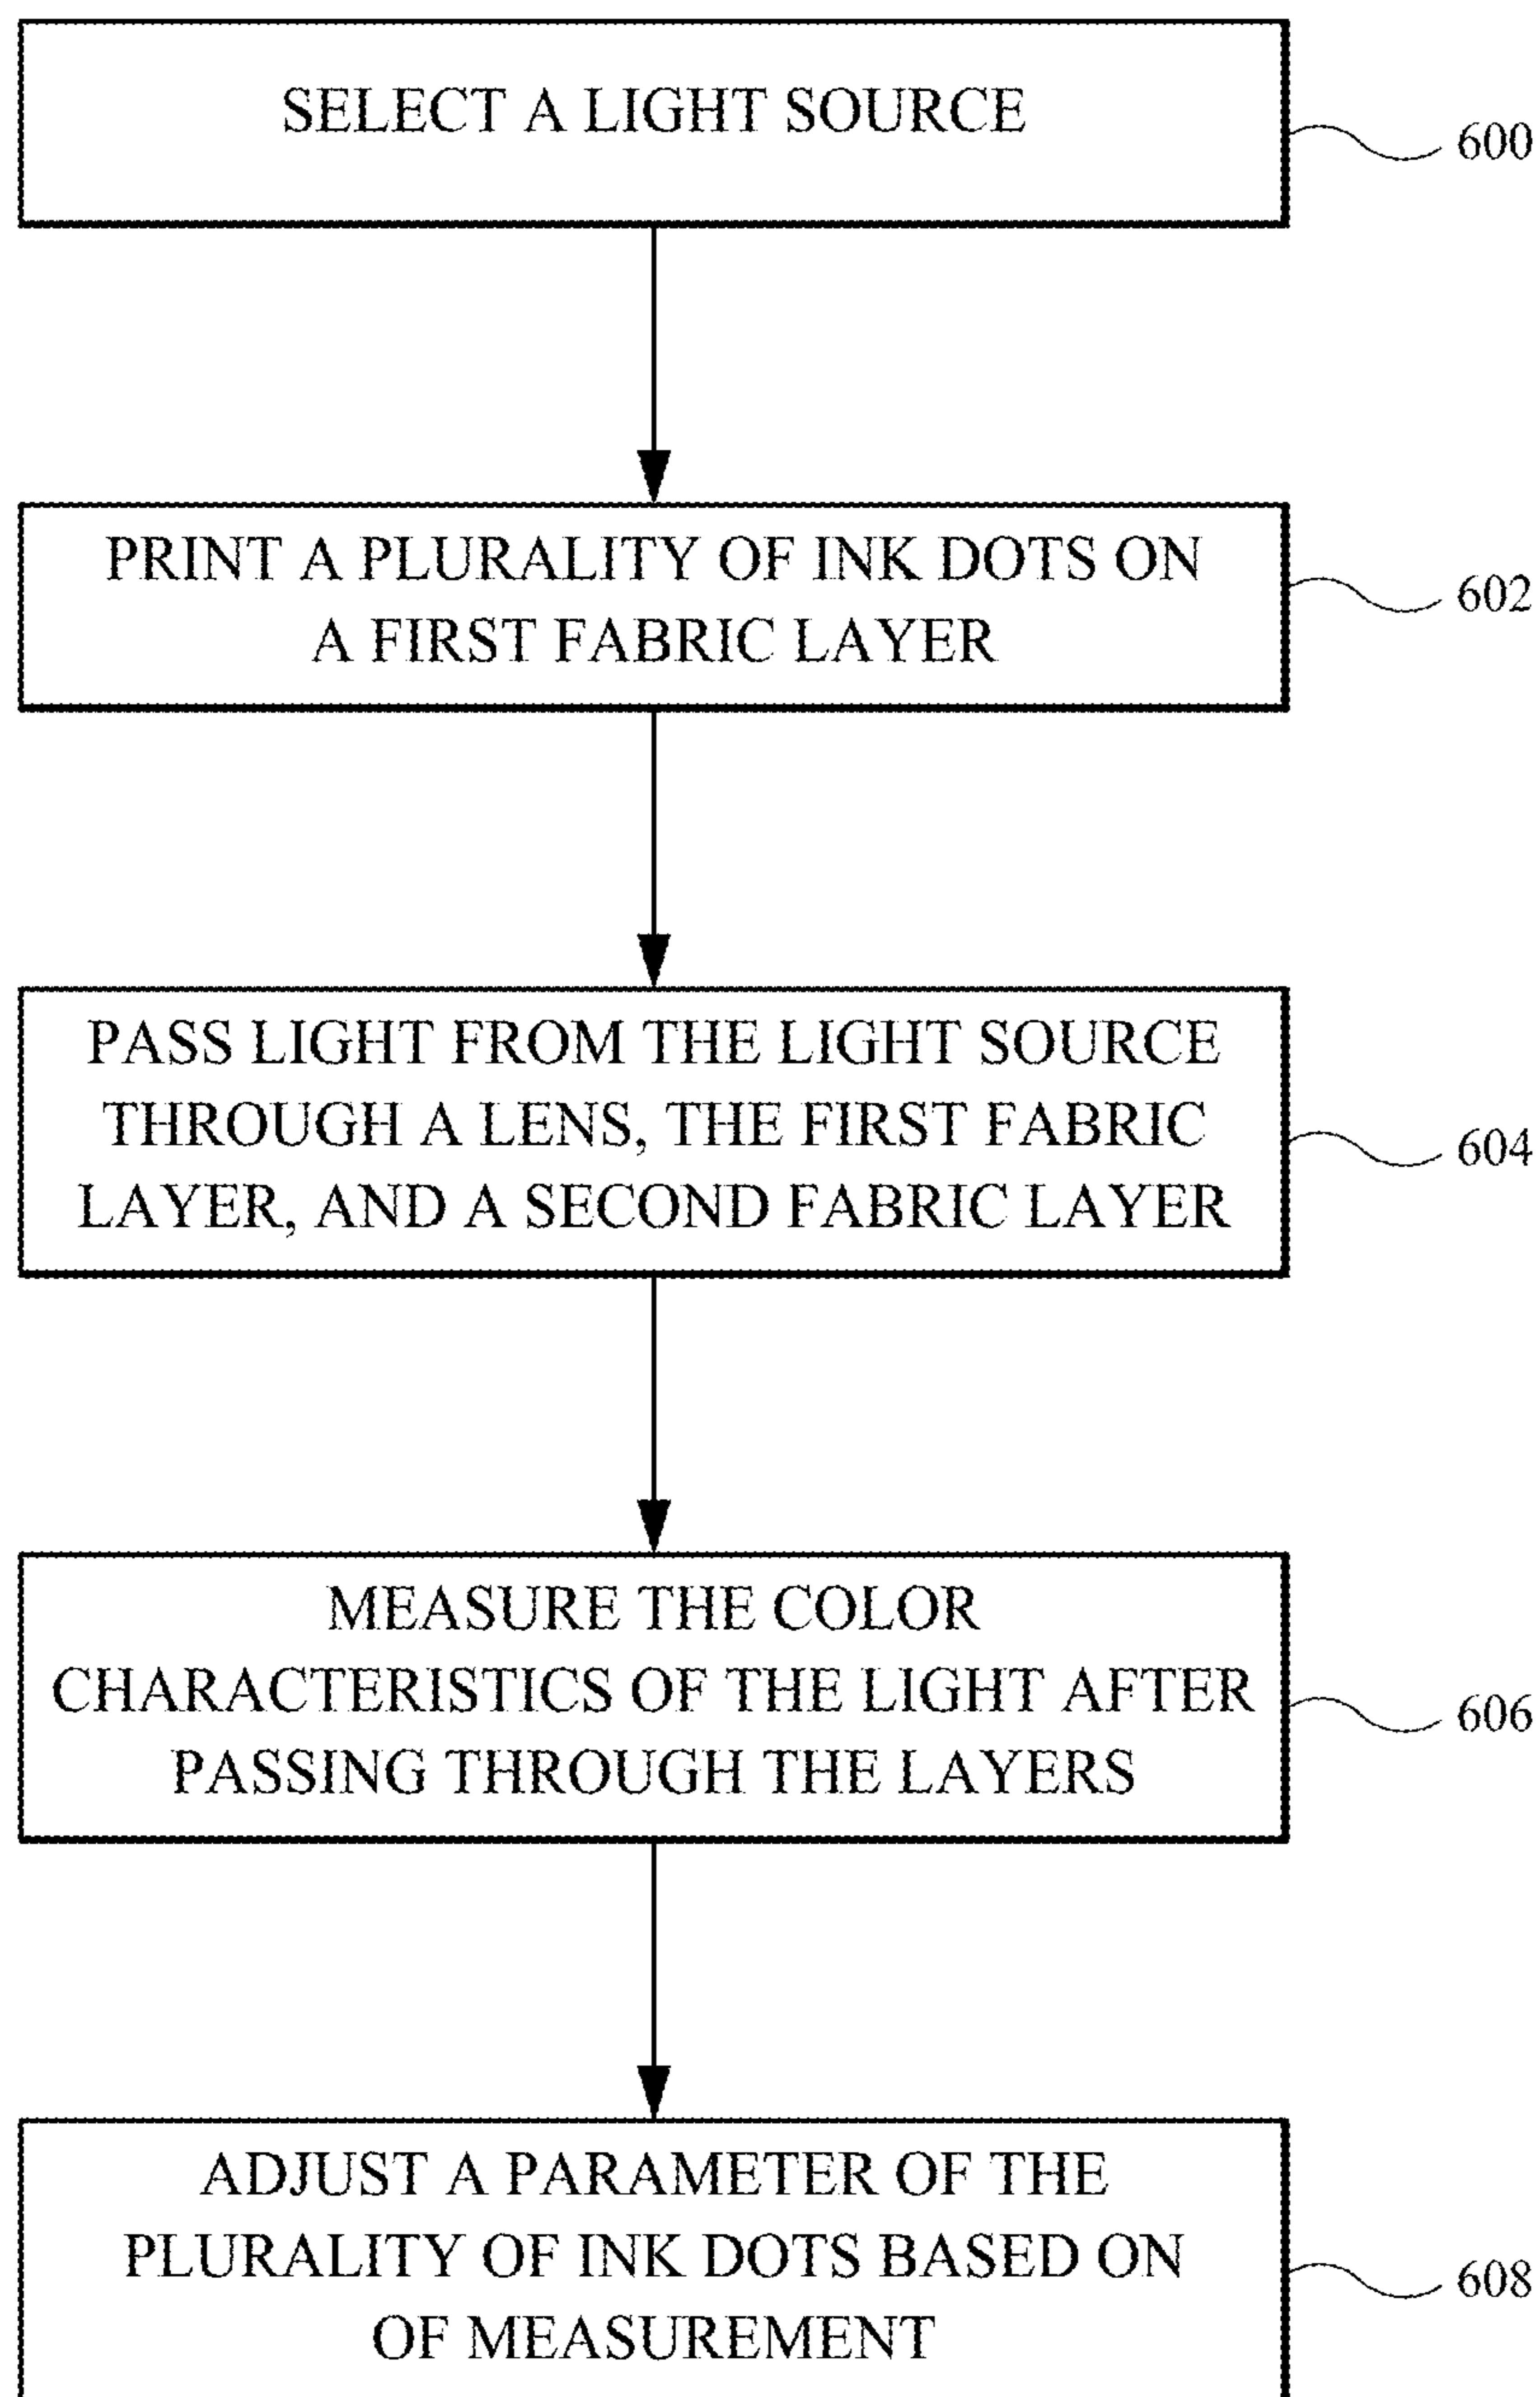 SELECT A LIGHT SOURCE
600
PRINT A PLURALITY OF INK DOTS ON
A FIRST FABRIC LAYER
602
PASS LIGHT FROM THE LIGHT SOURCE
THROUGH A LENS, THE FIRST FABRIC
LAYER, AND A SECOND FABRIC LAYER
604
MEASURE THE COLOR
CHARACTERISTICS OF THE LIGHT AFTER
PASSING THROUGH THE LAYERS
606
ADJUST A PARAMETER OF THE
PLURALITY OF INK DOTS BASED ON
OF MEASUREMENT
608